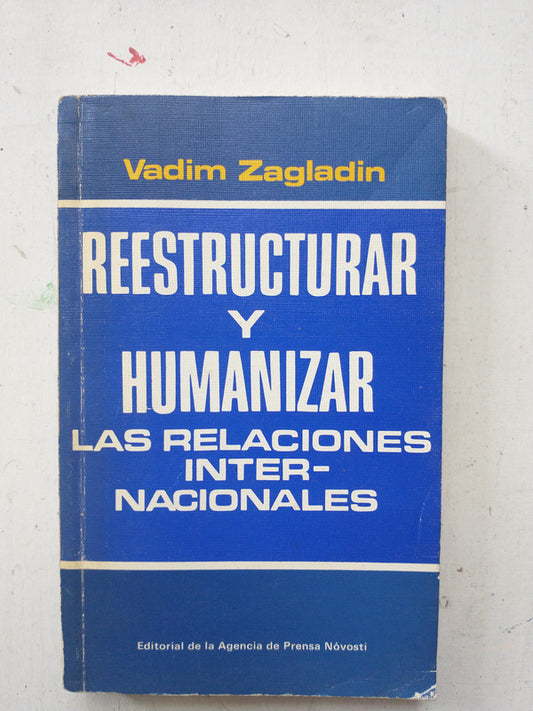 Vadim Zagladin
REESTRUCTURAR
Y
HUMANIZAR
LAS RELACIONES
INTER-
NACIONALES
Editorial de la Agencia de Prensa Nóvosti